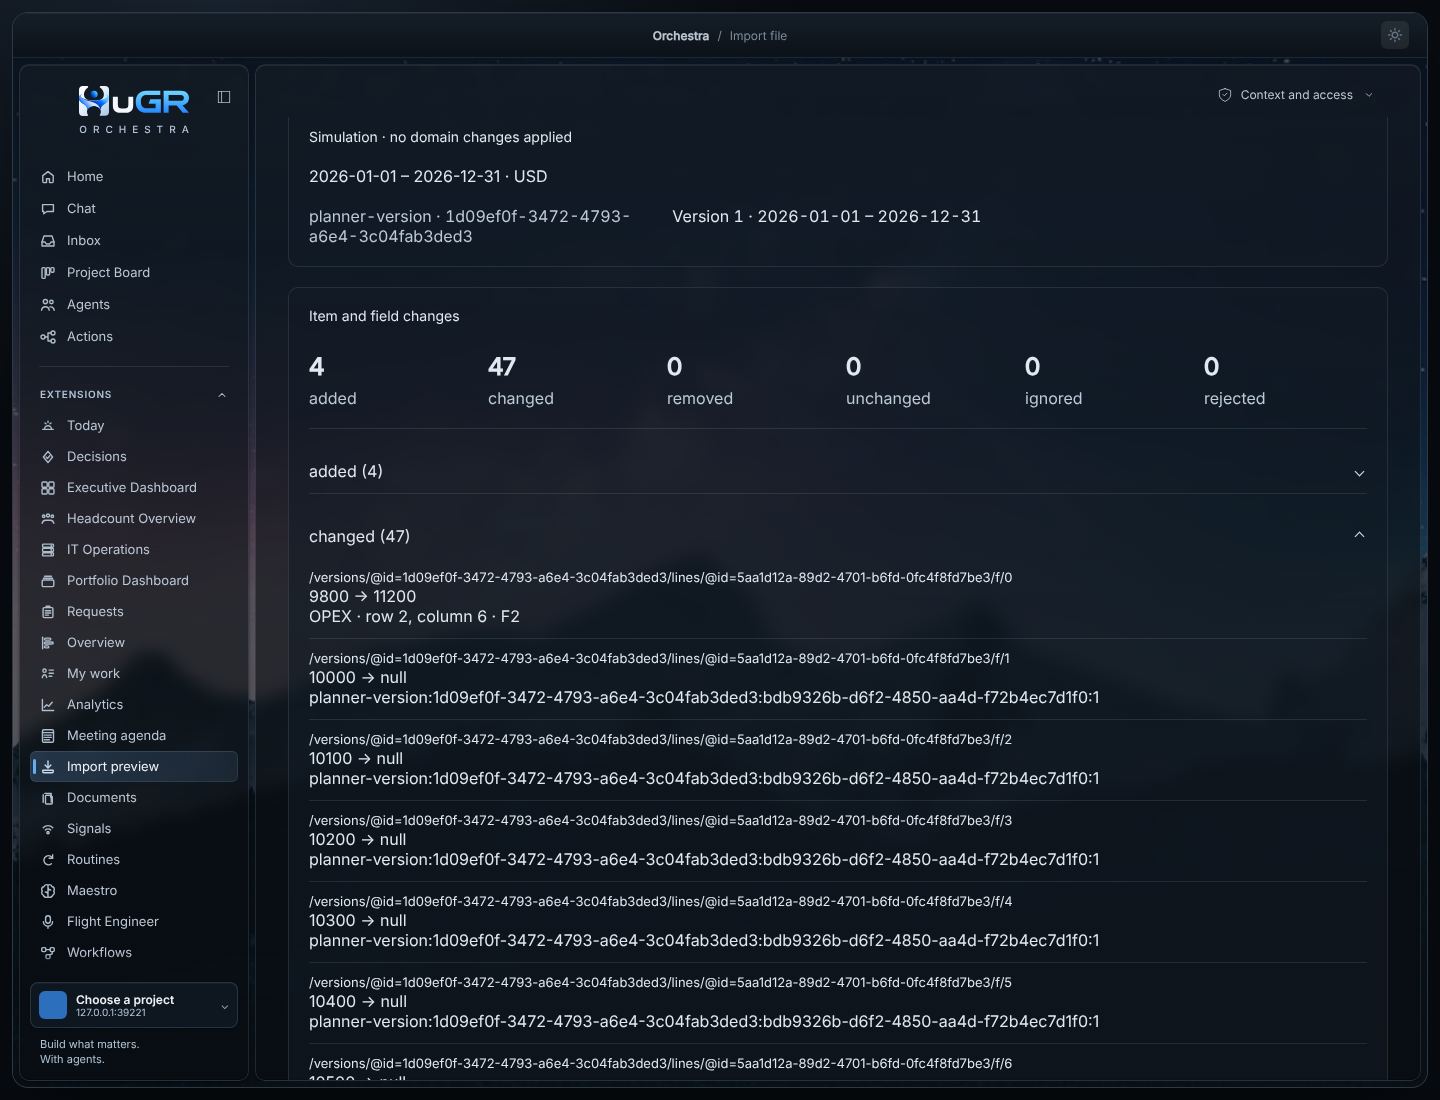 Orchestra / Import file
HuGR
ORCHESTRA
Home
Chat
Inbox
Project Board
Agents
Actions
EXTENSIONS
Today
Decisions
Executive Dashboard
Headcount Overview
IT Operations
Portfolio Dashboard
Requests
Overview
My work
Analytics
Meeting agenda
Import preview
Documents
Signals
Routines
Maestro
Flight Engineer
Workflows
Choose a project
127.0.0.1:39221
Build what matters.
With agents.
Context and access
Simulation · no domain changes applied
2026-01-01 – 2026-12-31 · USD
planner-version · 1d09ef0f-3472-4793-
a6e4-3c04fab3ded3
Version 1 · 2026-01-01 – 2026-12-31
Item and field changes
4 47 0 0 0 0
added changed removed unchanged ignored rejected
added (4)
changed (47)
/versions/@id=1d09ef0f-3472-4793-a6e4-3c04fab3ded3/lines/@id=5aa1d12a-89d2-4701-b6fd-0fc4f8fd7be3/f/0
9800 → 11200
OPEX · row 2, column 6 · F2
/versions/@id=1d09ef0f-3472-4793-a6e4-3c04fab3ded3/lines/@id=5aa1d12a-89d2-4701-b6fd-0fc4f8fd7be3/f/1
10000 → null
planner-version:1d09ef0f-3472-4793-a6e4-3c04fab3ded3:bdb9326b-d6f2-4850-aa4d-f72b4ec7d1f0:1
/versions/@id=1d09ef0f-3472-4793-a6e4-3c04fab3ded3/lines/@id=5aa1d12a-89d2-4701-b6fd-0fc4f8fd7be3/f/2
10100 → null
planner-version:1d09ef0f-3472-4793-a6e4-3c04fab3ded3:bdb9326b-d6f2-4850-aa4d-f72b4ec7d1f0:1
/versions/@id=1d09ef0f-3472-4793-a6e4-3c04fab3ded3/lines/@id=5aa1d12a-89d2-4701-b6fd-0fc4f8fd7be3/f/3
10200 → null
planner-version:1d09ef0f-3472-4793-a6e4-3c04fab3ded3:bdb9326b-d6f2-4850-aa4d-f72b4ec7d1f0:1
/versions/@id=1d09ef0f-3472-4793-a6e4-3c04fab3ded3/lines/@id=5aa1d12a-89d2-4701-b6fd-0fc4f8fd7be3/f/4
10300 → null
planner-version:1d09ef0f-3472-4793-a6e4-3c04fab3ded3:bdb9326b-d6f2-4850-aa4d-f72b4ec7d1f0:1
/versions/@id=1d09ef0f-3472-4793-a6e4-3c04fab3ded3/lines/@id=5aa1d12a-89d2-4701-b6fd-0fc4f8fd7be3/f/5
10400 → null
planner-version:1d09ef0f-3472-4793-a6e4-3c04fab3ded3:bdb9326b-d6f2-4850-aa4d-f72b4ec7d1f0:1
/versions/@id=1d09ef0f-3472-4793-a6e4-3c04fab3ded3/lines/@id=5aa1d12a-89d2-4701-b6fd-0fc4f8fd7be3/f/6